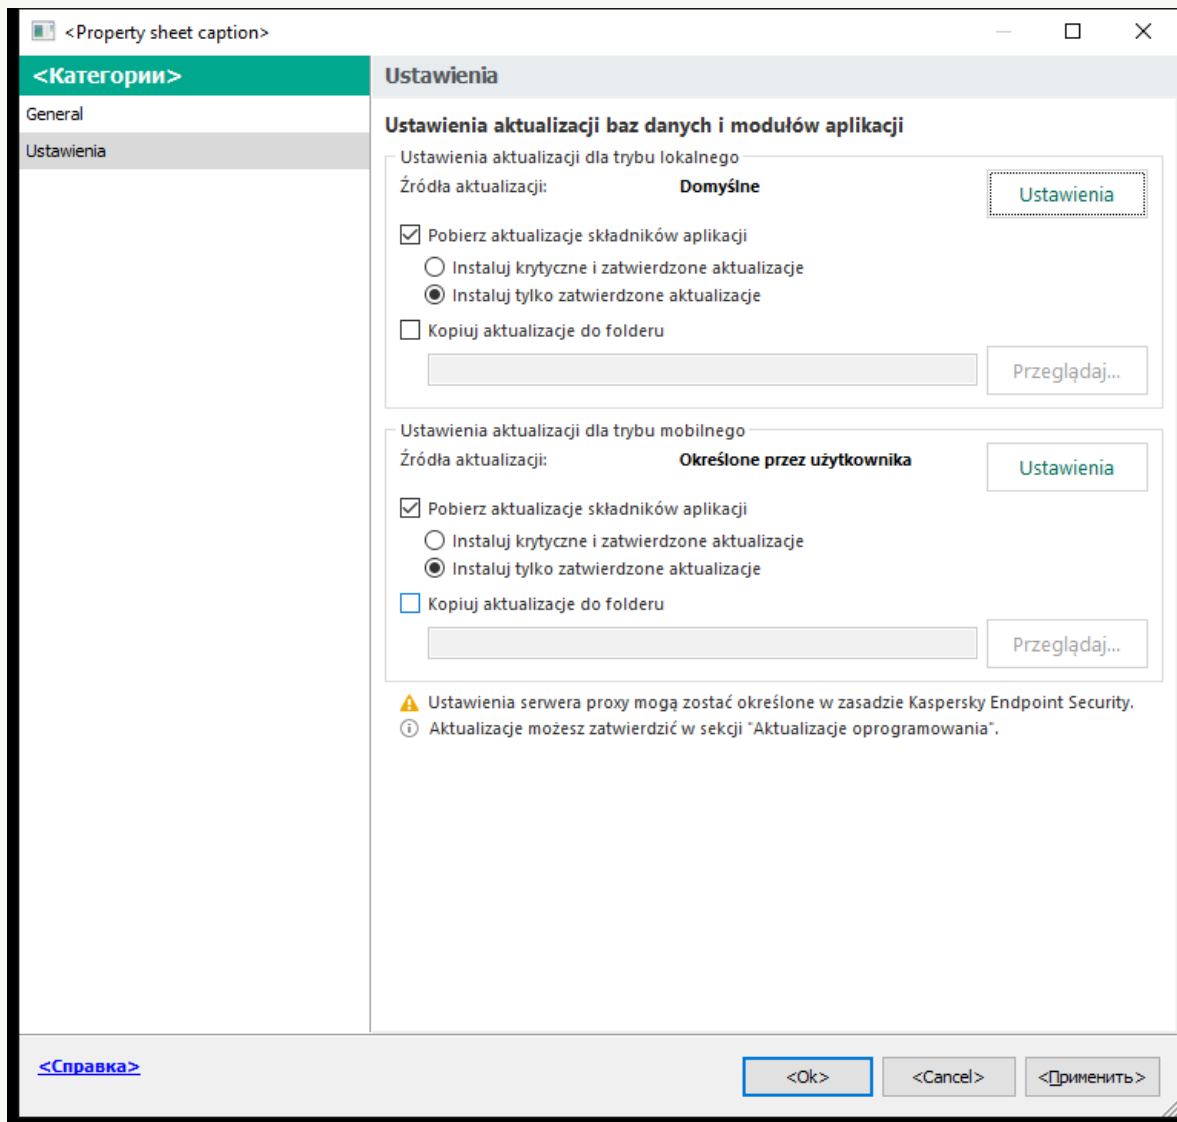 <Property sheet caption>
<Категории>
General
Ustawienia
Ustawienia
Ustawienia aktualizacji baz danych i modułów aplikacji
Ustawienia aktualizacji dla trybu lokalnego
Źródła aktualizacji: Domyślne Ustawienia
Pobierz aktualizacje składników aplikacji
Instaluj krytyczne i zatwierdzone aktualizacje
Instaluj tylko zatwierdzone aktualizacje
Kopiuj aktualizacje do folderu
Przeglądaj...
Ustawienia aktualizacji dla trybu mobilnego
Źródła aktualizacji: Określone przez użytkownika Ustawienia
Pobierz aktualizacje składników aplikacji
Instaluj krytyczne i zatwierdzone aktualizacje
Instaluj tylko zatwierdzone aktualizacje
Kopiuj aktualizacje do folderu
Przeglądaj...
Ustawienia serwera proxy mogą zostać określone w zasadzie Kaspersky Endpoint Security.
Aktualizacje możesz zatwierdzić w sekcji "Aktualizacje oprogramowania".
<Справка>
<Ok> <Cancel> <Применить>